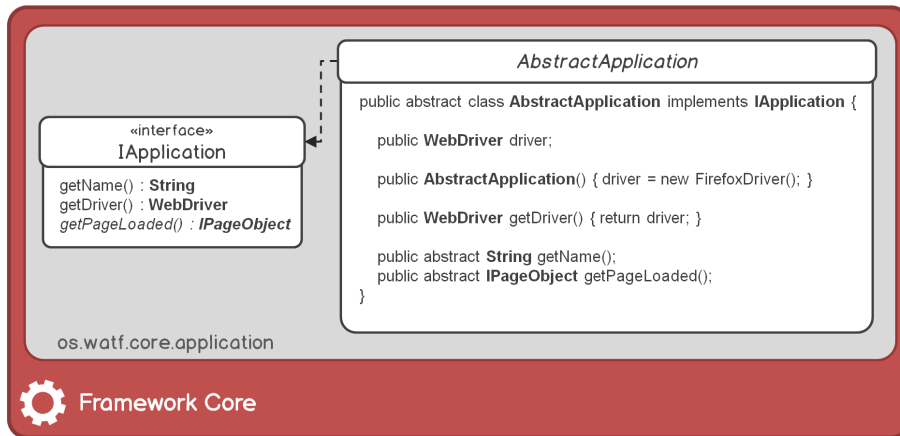 «interface»
IApplication
getName() : String
getDriver() : WebDriver
getPageLoaded() : IPageObject
AbstractApplication
public abstract class AbstractApplication implements IApplication {
public WebDriver driver;
public AbstractApplication() { driver = new FirefoxDriver(); }
public WebDriver getDriver() { return driver; }
public abstract String getName();
public abstract IPageObject getPageLoaded();
}
os.watf.core.application
Framework Core